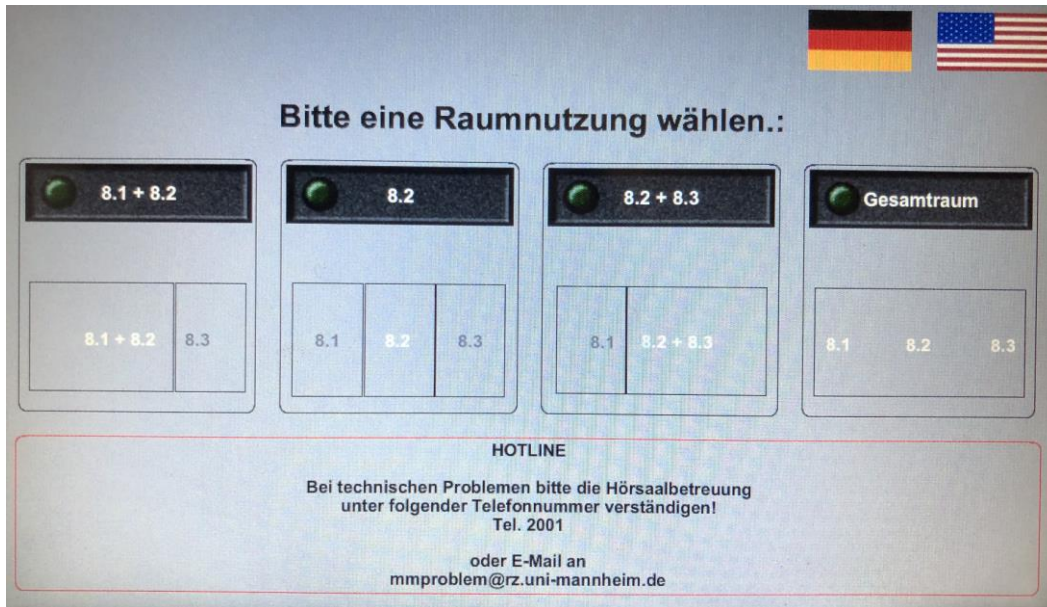 Bitte eine Raumnutzung wählen.:
8.1 + 8.2
8.2
8.2 + 8.3
Gesamtraum
8.1 + 8.2 8.3
8.1 8.2 8.3
8.1 8.2 + 8.3
8.1 8.2 8.3
HOTLINE
Bei technischen Problemen bitte die Hörsaalbetreuung
unter folgender Telefonnummer verständigen!
Tel. 2001
oder E-Mail an
mmproblem@rz.uni-mannheim.de